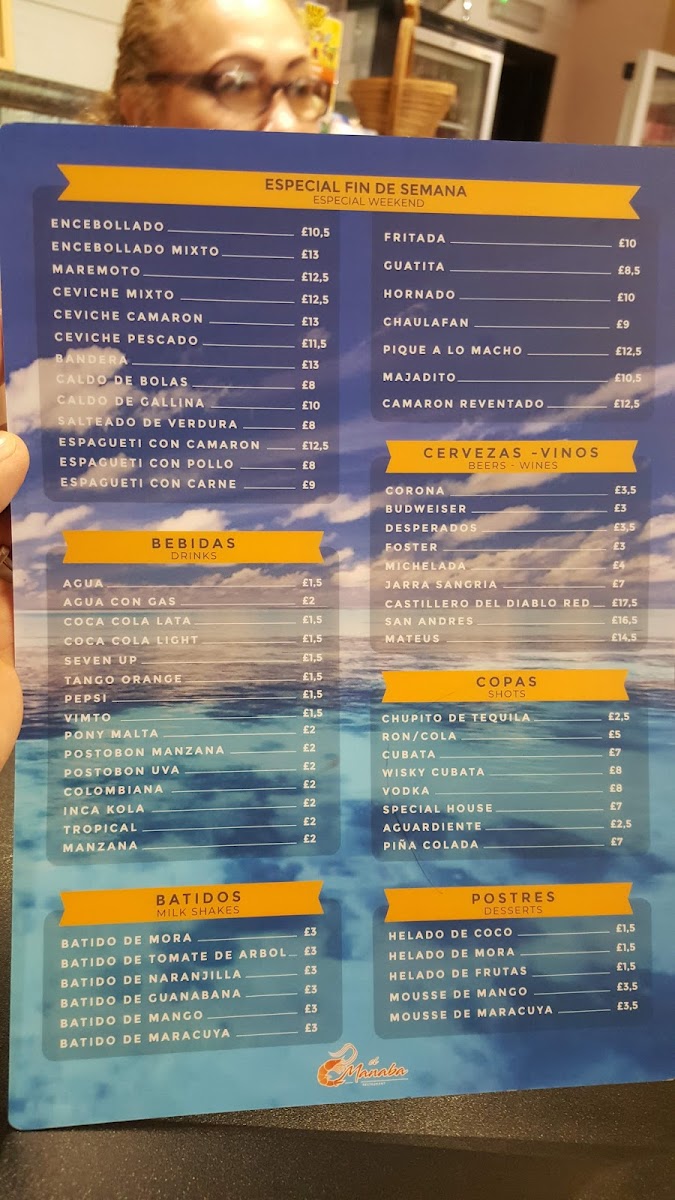 ESPECIAL FIN DE SEMANA
ESPECIAL WEEKEND
ENCEBOLLADO £10,5
ENCEBOLLADO MIXTO £13
MAREMOTO £12,5
CEVICHE MIXTO £12,5
CEVICHE CAMARON £13
CEVICHE PESCADO £11,5
BANDERA £13
CALDO DE BOLAS £8
CALDO DE GALLINA £10
SALTEADO DE VERDURA £8
ESPAGUETI CON CAMARON £12,5
ESPAGUETI CON POLLO £8
ESPAGUETI CON CARNE £9
FRITADA £10
GUATITA £8,5
HORNADO £10
CHAULAFAN £9
PIQUE A LO MACHO £12,5
MAJADITO £10,5
CAMARON REVENTADO £12,5
BEBIDAS
DRINKS
AGUA £1,5
AGUA CON GAS £2
COCA COLA LATA £1,5
COCA COLA LIGHT £1,5
SEVEN UP £1,5
TANGO ORANGE £1,5
PEPSI £1,5
VIMTO £1,5
PONY MALTA £2
POSTOBON MANZANA £2
POSTOBON UVA £2
COLOMBIANA £2
INCA KOLA £2
TROPICAL £2
MANZANA £2
CERVEZAS -VINOS
BEERS - WINES
CORONA £3,5
BUDWEISER £3
DESPERADOS £3,5
FOSTER £3
MICHELADA £4
JARRA SANGRIA £7
CASTILLERO DEL DIABLO RED £17,5
SAN ANDRES £16,5
MATEUS £14,5
COPAS
SHOTS
CHUPITO DE TEQUILA £2,5
RON/COLA £5
CUBATA £7
WISKY CUBATA £8
VODKA £8
SPECIAL HOUSE £7
AGUARDIENTE £2,5
PIÑA COLADA £7
BATIDOS
MILK SHAKES
BATIDO DE MORA £3
BATIDO DE TOMATE DE ARBOL £3
BATIDO DE NARANJILLA £3
BATIDO DE GUANABANA £3
BATIDO DE MANGO £3
BATIDO DE MARACUYA £3
POSTRES
DESSERTS
HELADO DE COCO £1,5
HELADO DE MORA £1,5
HELADO DE FRUTAS £1,5
MOUSSE DE MANGO £3,5
MOUSSE DE MARACUYA £3,5
el
Manaba
RESTAURANT